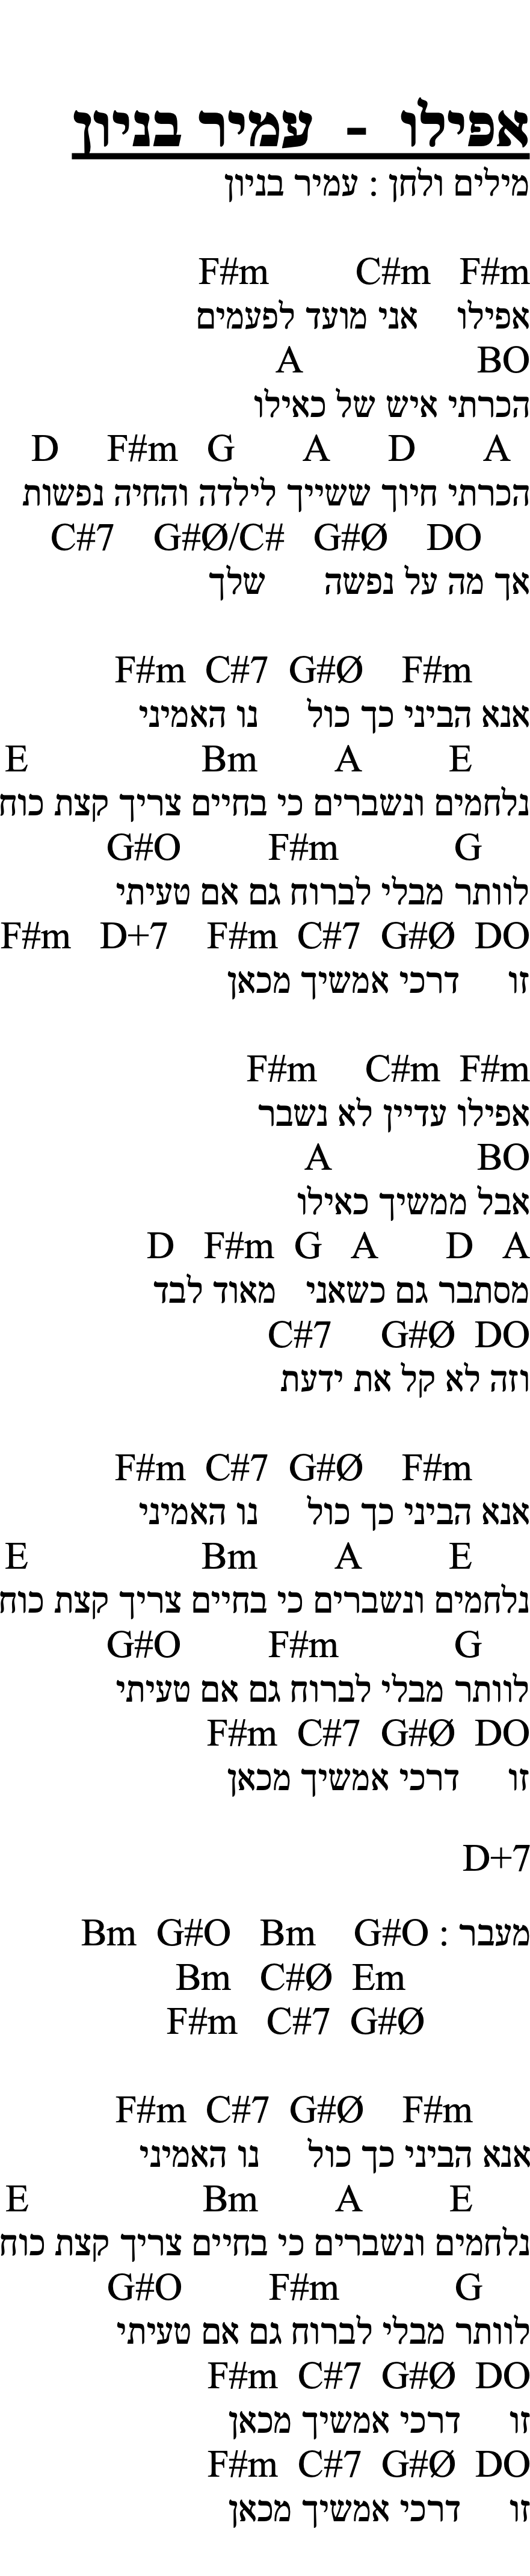 אפילו - עמיר בניון
מילים ולחן : עמיר בניון
F#m C#m F#m
אפילו אני מועד לפעמים
A BO
הכרתי איש של כאילו
D F#m G A D A
הכרתי חיוך ששייך לילדה והחיה נפשות
C#7 G#Ø/C# G#Ø DO
אך מה על נפשה שלך
F#m C#7 G#Ø F#m
אנא הביני כך כול נו האמיני
E Bm A E
נלחמים ונשברים כי בחיים צריך קצת כוח
G#O F#m G
לוותר מבלי לברוח גם אם טעיתי
F#m D+7 F#m C#7 G#Ø DO
זו דרכי אמשיך מכאן
F#m C#m F#m
אפילו עדיין לא נשבר
A BO
אבל ממשיך כאילו
D F#m G A D A
מסתבר גם כשאני מאוד לבד
C#7 G#Ø DO
וזה לא קל את ידעת
F#m C#7 G#Ø F#m
אנא הביני כך כול נו האמיני
E Bm A E
נלחמים ונשברים כי בחיים צריך קצת כוח
G#O F#m G
לוותר מבלי לברוח גם אם טעיתי
F#m C#7 G#Ø DO
זו דרכי אמשיך מכאן
D+7
מעבר : Bm G#O Bm G#O
Bm C#Ø Em
F#m C#7 G#Ø
F#m C#7 G#Ø F#m
אנא הביני כך כול נו האמיני
E Bm A E
נלחמים ונשברים כי בחיים צריך קצת כוח
G#O F#m G
לוותר מבלי לברוח גם אם טעיתי
F#m C#7 G#Ø DO
זו דרכי אמשיך מכאן
F#m C#7 G#Ø DO
זו דרכי אמשיך מכאן